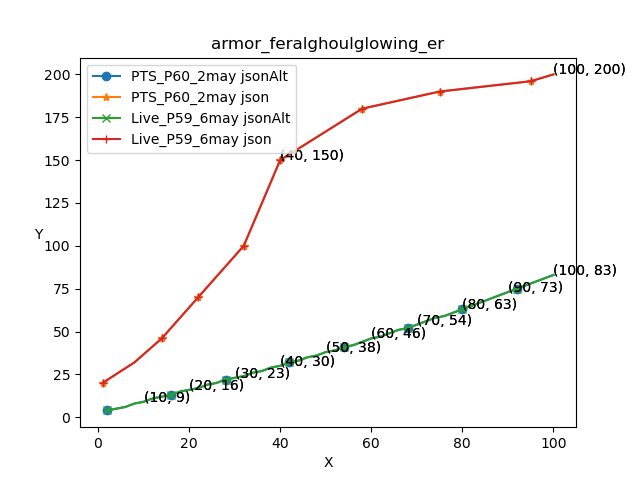 armor_feralghoulglowing_er
PTS_P60_2may jsonAlt
PTS_P60_2may json
Live_P59_6may jsonAlt
Live_P59_6may json
(100, 200)
(40, 150)
(100, 83)
(90, 73)
(80, 63)
(70, 54)
(60, 46)
(50, 38)
(40, 30)
(30, 23)
(20, 16)
(10, 9)
200
175
150
125
100
75
50
25
0
Y
0 20 40 60 80 100
X